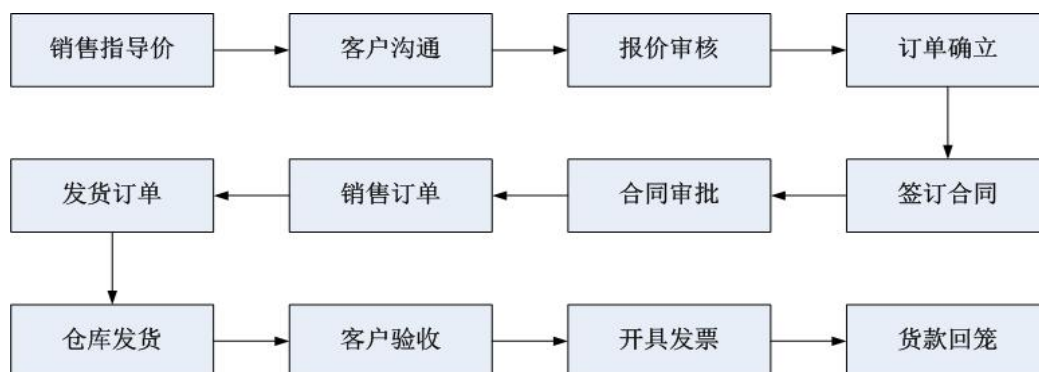 销售指导价
客户沟通
报价审核
订单确立
签订合同
合同审批
销售订单
发货订单
仓库发货
客户验收
开具发票
货款回笼